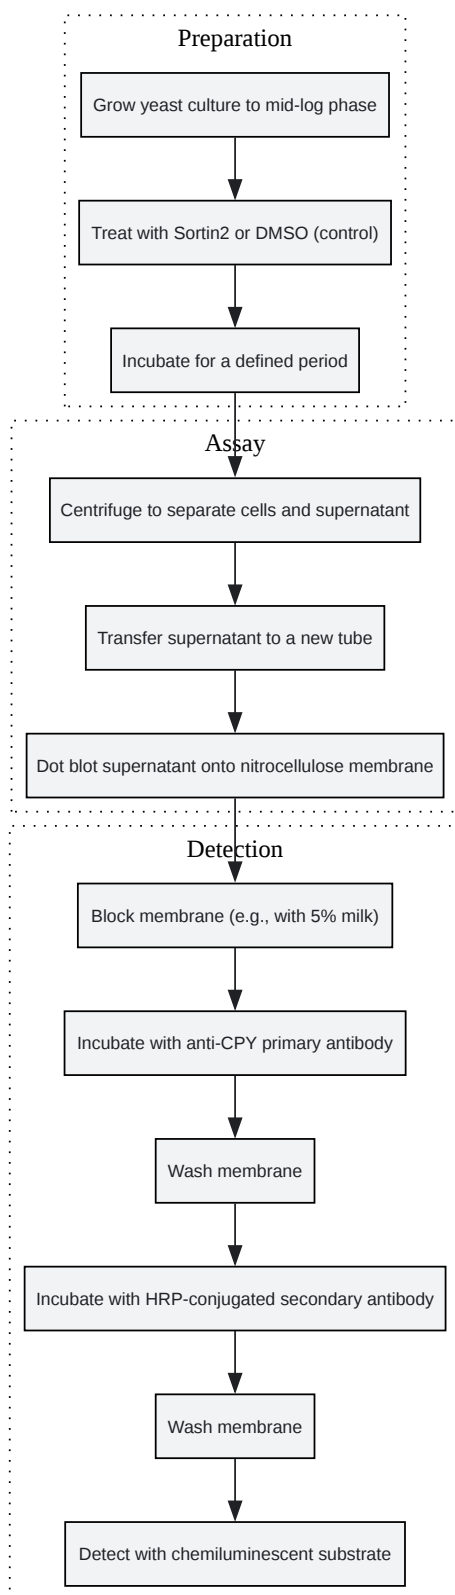 Preparation
Grow yeast culture to mid-log phase
Treat with Sortin2 or DMSO (control)
Incubate for a defined period
Assay
Centrifuge to separate cells and supernatant
Transfer supernatant to a new tube
Dot blot supernatant onto nitrocellulose membrane
Detection
Block membrane (e.g., with 5% milk)
Incubate with anti-CPY primary antibody
Wash membrane
Incubate with HRP-conjugated secondary antibody
Wash membrane
Detect with chemiluminescent substrate